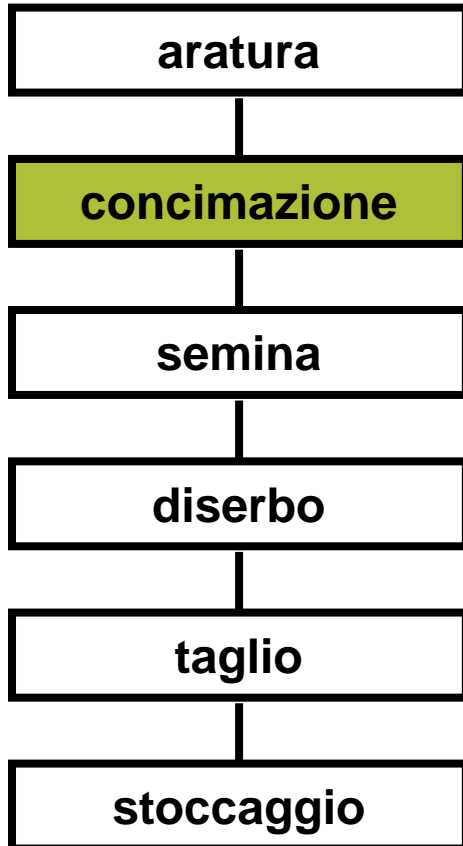 aratura
concimazione
semina
diserbo
taglio
stoccaggio